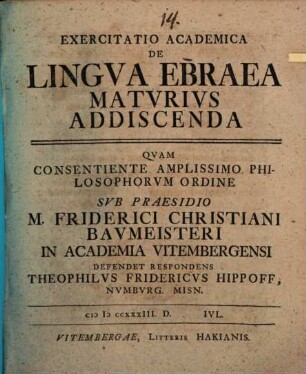 14.
EXERCITATIO ACADEMICA
DE
LINGVA EBRAEA
MATVRIVS
ADDISCENDA
QVAM
CONSENTIENTE AMPLISSIMO PHI-
LOSOPHORVM ORDINE
SVB PRAESIDIO
M. FRIDERICI CHRISTIANI
BAVMEISTERI
IN ACADEMIA VITEMBERGENSI
DEFENDET RESPONDENS
THEOPHILVS FRIDERICVS HIPPOFF,
NVMBVRG. MISN.
cIↃ IↃ ccXXXIII. D. IVL.
VITEMBERGAE, LITTERIS HAKIANIS.